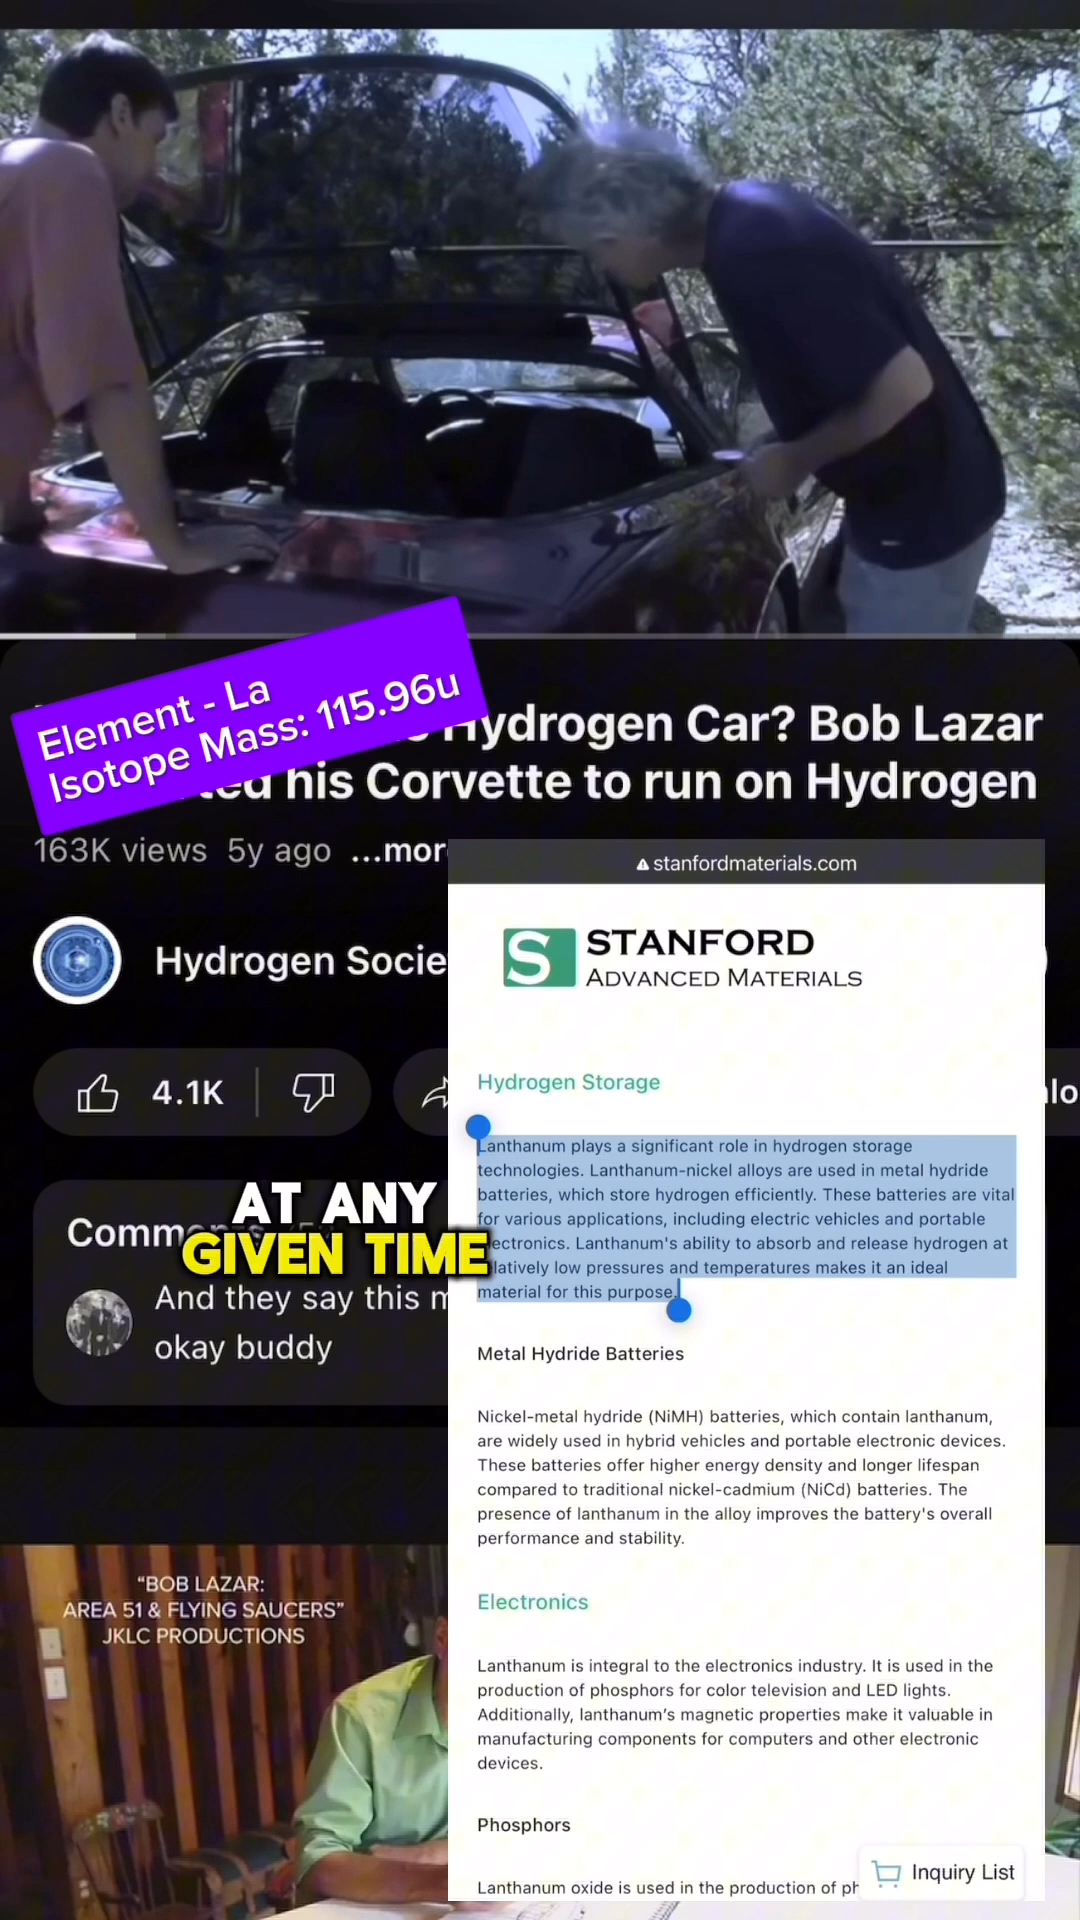 Element - La
Isotope Mass: 115.96u
Hydrogen Car? Bob Lazar
his Corvette to run on Hydrogen
163K views 5y ago ...mor
Hydrogen Socie
4.1K
Comm
AT ANY
GIVEN TIME
And they say this m
okay buddy
stanfordmaterials.com
STANFORD
ADVANCED MATERIALS
Hydrogen Storage
Lanthanum plays a significant role in hydrogen storage
technologies. Lanthanum-nickel alloys are used in metal hydride
batteries, which store hydrogen efficiently. These batteries are vital
for various applications, including electric vehicles and portable
electronics. Lanthanum's ability to absorb and release hydrogen at
relatively low pressures and temperatures makes it an ideal
material for this purpose.
Metal Hydride Batteries
Nickel-metal hydride (NiMH) batteries, which contain lanthanum,
are widely used in hybrid vehicles and portable electronic devices.
These batteries offer higher energy density and longer lifespan
compared to traditional nickel-cadmium (NiCd) batteries. The
presence of lanthanum in the alloy improves the battery's overall
performance and stability.
Electronics
Lanthanum is integral to the electronics industry. It is used in the
production of phosphors for color television and LED lights.
Additionally, lanthanum's magnetic properties make it valuable in
manufacturing components for computers and other electronic
devices.
Phosphors
Lanthanum oxide is used in the production of ph
Inquiry List
"BOB LAZAR:
AREA 51 & FLYING SAUCERS"
JKLC PRODUCTIONS